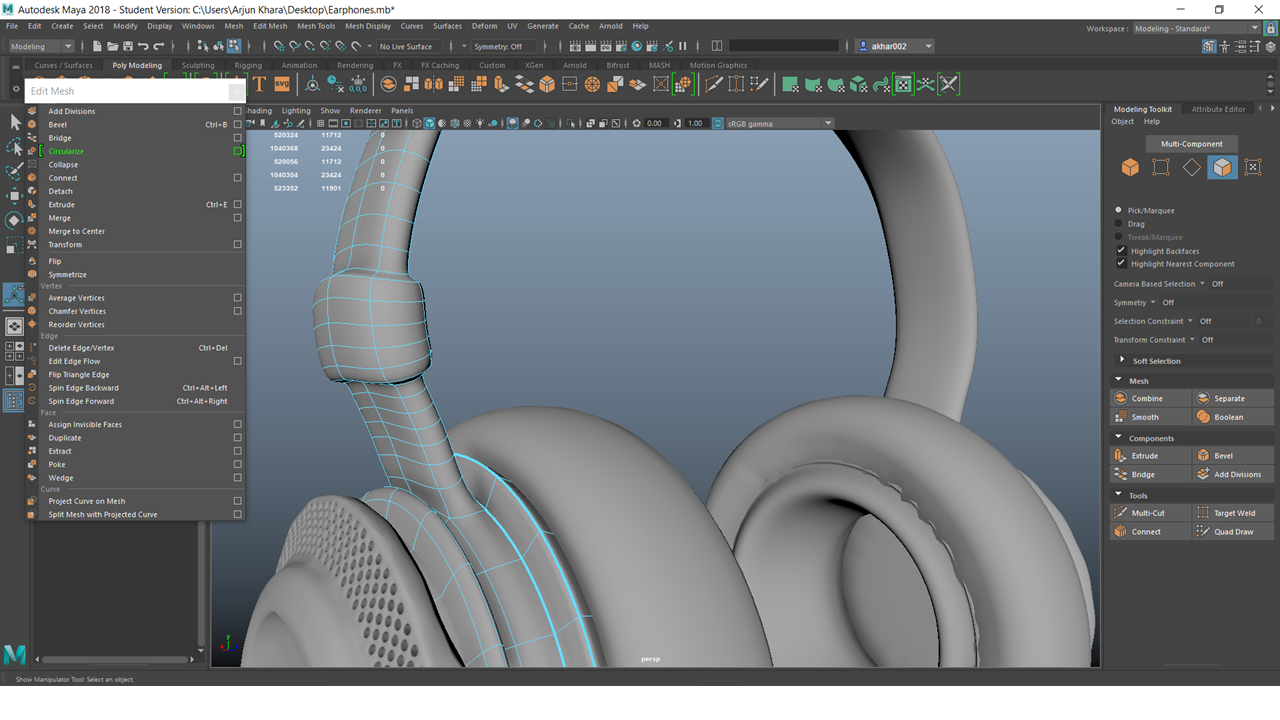 Autodesk Maya 2018 - Student Version: C:\Users\Arjun Khara\Desktop\Earphones.mb*
File Edit Create Select Modify Display Windows Mesh Edit Mesh Mesh Tools Mesh Display Curves Surfaces Deform UV Generate Cache Arnold Help
Workspace : Modeling - Standard*
Modeling No Live Surface Symmetry: Off akhar002
Curves / Surfaces Poly Modeling Sculpting Rigging Animation Rendering FX FX Caching Custom XGen Arnold Bifrost MASH Motion Graphics
T SVG 0,0,0
Edit Mesh
Add Divisions
Bevel Ctrl+B
Bridge
Circularize
Collapse
Connect
Detach
Extrude Ctrl+E
Merge
Merge to Center
Transform
Flip
Symmetrize
Vertex
Average Vertices
Chamfer Vertices
Reorder Vertices
Edge
Delete Edge/Vertex Ctrl+Del
Edit Edge Flow
Flip Triangle Edge
Spin Edge Backward Ctrl+Alt+Left
Spin Edge Forward Ctrl+Alt+Right
Face
Assign Invisible Faces
Duplicate
Extract
Poke
Wedge
Curve
Project Curve on Mesh
Split Mesh with Projected Curve
hading Lighting Show Renderer Panels
0.00 1.00 sRGB gamma
520324 11712 0
1040368 23424 0
520056 11712 0
1040304 23424 0
523352 11901 0
y
x
persp
Modeling Toolkit Attribute Editor
Object Help
Multi-Component
Pick/Marquee
Drag
Tweak/Marquee
Highlight Backfaces
Highlight Nearest Component
Camera Based Selection Off
Symmetry Off
Selection Constraint Off 0
Transform Constraint Off
Soft Selection
Mesh
Combine Separate
Smooth Boolean
Components
Extrude Bevel
Bridge Add Divisions
Tools
Multi-Cut Target Weld
Connect Quad Draw
Show Manipulator Tool: Select an object.